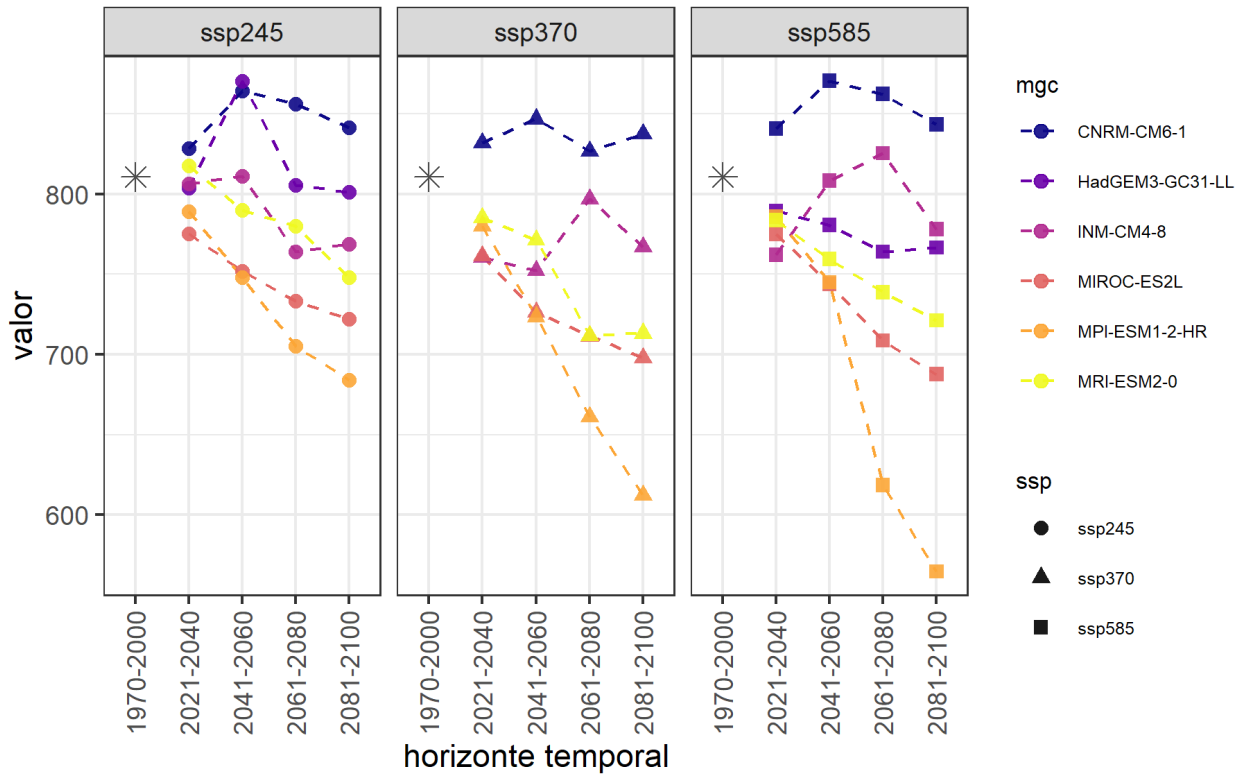 ssp245
ssp370
ssp585
valor
800
700
600
1970-2000
2021-2040
2041-2060
2061-2080
2081-2100
1970-2000
2021-2040
2041-2060
2061-2080
2081-2100
1970-2000
2021-2040
2041-2060
2061-2080
2081-2100
horizonte temporal
mgc
CNRM-CM6-1
HadGEM3-GC31-LL
INM-CM4-8
MIROC-ES2L
MPI-ESM1-2-HR
MRI-ESM2-0
ssp
ssp245
ssp370
ssp585